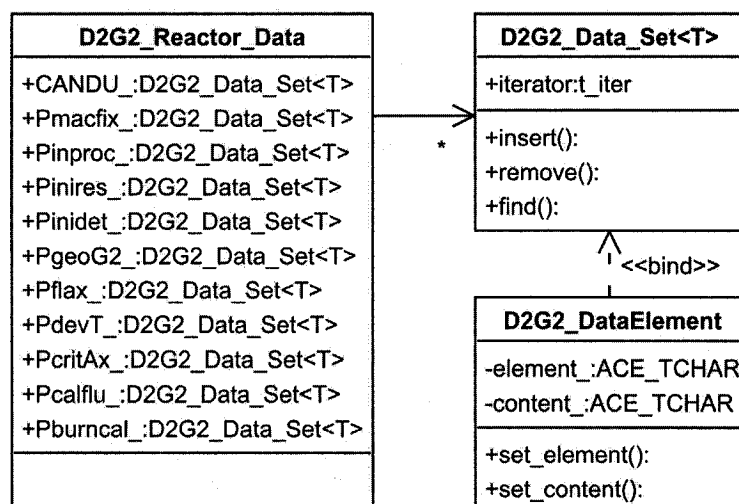 D2G2_Reactor_Data
+CANDU_:D2G2_Data_Set<T>
+Pmacfix_:D2G2_Data_Set<T>
+Pinproc_:D2G2_Data_Set<T>
+Pinires_:D2G2_Data_Set<T>
+Pinidet_:D2G2_Data_Set<T>
+PgeoG2_:D2G2_Data_Set<T>
+Pflax_:D2G2_Data_Set<T>
+PdevT_:D2G2_Data_Set<T>
+PcritAx_:D2G2_Data_Set<T>
+Pcalflu_:D2G2_Data_Set<T>
+Pburncal_:D2G2_Data_Set<T>
*
D2G2_Data_Set<T>
+iterator:t_iter
+insert():
+remove():
+find():
<<bind>>
D2G2_DataElement
-element_:ACE_TCHAR
-content_:ACE_TCHAR
+set_element():
+set_content():